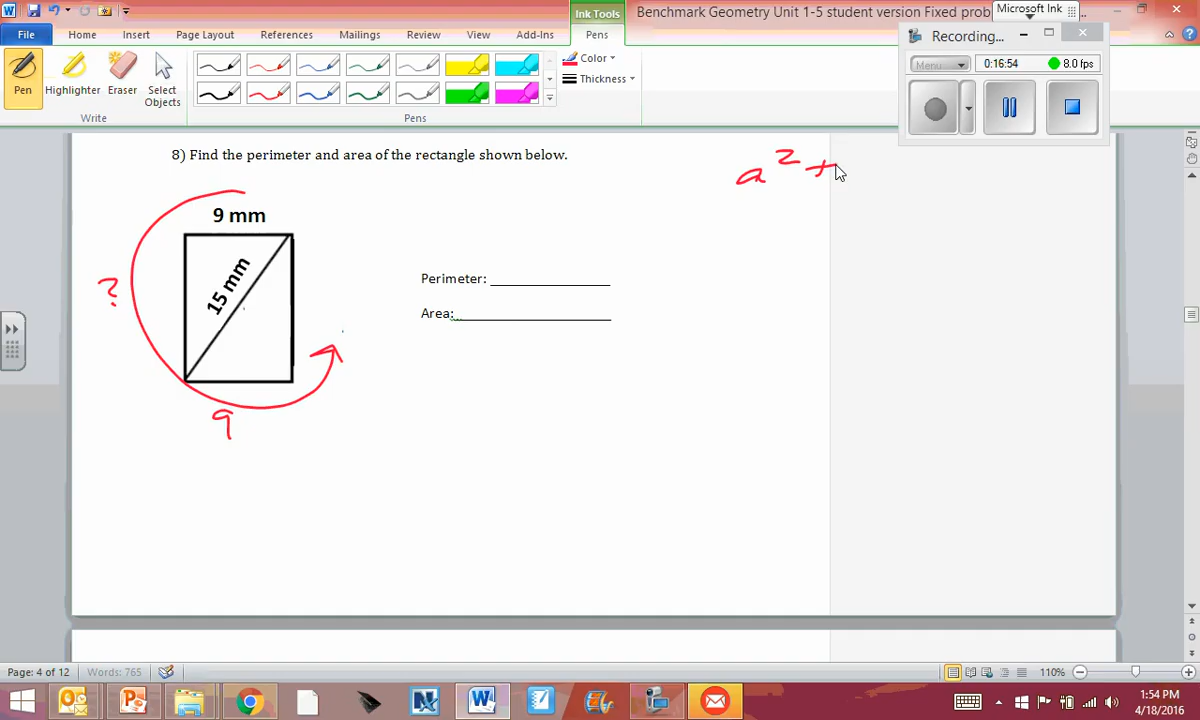 Ink Tools
Benchmark Geometry Unit 1-5 student version Fixed prob
Microsoft Ink
File
Home
Insert
Page Layout
References
Mailings
Review
View
Add-Ins
Pens
Recording...
Menu
0:16:54
8.0 fps
Pen
Highlighter
Eraser
Select Objects
Color
Thickness
Write
Pens
8) Find the perimeter and area of the rectangle shown below.
a² +
9 mm
15 mm
?
9
Perimeter:
Area:
Page: 4 of 12
Words: 765
110%
1:54 PM
4/18/2016